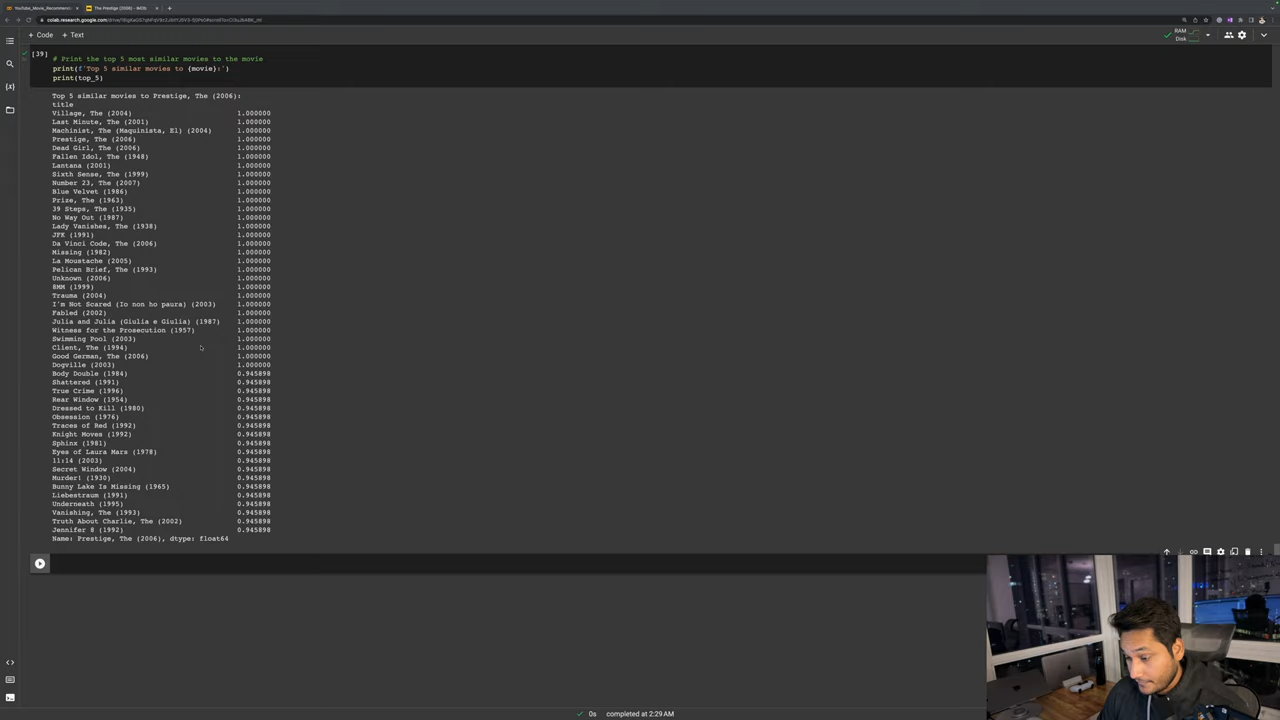 YouTube_Movie_Recommend
The Prestige (2006) - IMDb
colab.research.google.com
+ Code + Text
RAM
Disk
[39]
# Print the top 5 most similar movies to the movie
print(f'Top 5 similar movies to {movie}:')
print(top_5)
Top 5 similar movies to Prestige, The (2006):
title
Village, The (2004) 1.000000
Last Minute, The (2001) 1.000000
Machinist, The (Maquinista, El) (2004) 1.000000
Prestige, The (2006) 1.000000
Dead Girl, The (2006) 1.000000
Fallen Idol, The (1948) 1.000000
Lantana (2001) 1.000000
Sixth Sense, The (1999) 1.000000
Number 23, The (2007) 1.000000
Blue Velvet (1986) 1.000000
Prize, The (1963) 1.000000
39 Steps, The (1935) 1.000000
No Way Out (1987) 1.000000
Lady Vanishes, The (1938) 1.000000
JFK (1991) 1.000000
Da Vinci Code, The (2006) 1.000000
Missing (1982) 1.000000
La Moustache (2005) 1.000000
Pelican Brief, The (1993) 1.000000
Unknown (2006) 1.000000
8MM (1999) 1.000000
Trauma (2004) 1.000000
I'm Not Scared (Io non ho paura) (2003) 1.000000
Fabled (2002) 1.000000
Julia and Julia (Giulia e Giulia) (1987) 1.000000
Witness for the Prosecution (1957) 1.000000
Swimming Pool (2003) 1.000000
Client, The (1994) 1.000000
Good German, The (2006) 1.000000
Dogville (2003) 1.000000
Body Double (1984) 0.945898
Shattered (1991) 0.945898
True Crime (1996) 0.945898
Rear Window (1954) 0.945898
Dressed to Kill (1980) 0.945898
Obsession (1976) 0.945898
Traces of Red (1992) 0.945898
Knight Moves (1992) 0.945898
Sphinx (1981) 0.945898
Eyes of Laura Mars (1978) 0.945898
11:14 (2003) 0.945898
Secret Window (2004) 0.945898
Murder! (1930) 0.945898
Bunny Lake Is Missing (1965) 0.945898
Liebestraum (1991) 0.945898
Underneath (1995) 0.945898
Vanishing, The (1993) 0.945898
Truth About Charlie, The (2002) 0.945898
Jennifer 8 (1992) 0.945898
Name: Prestige, The (2006), dtype: float64
0s completed at 2:29 AM